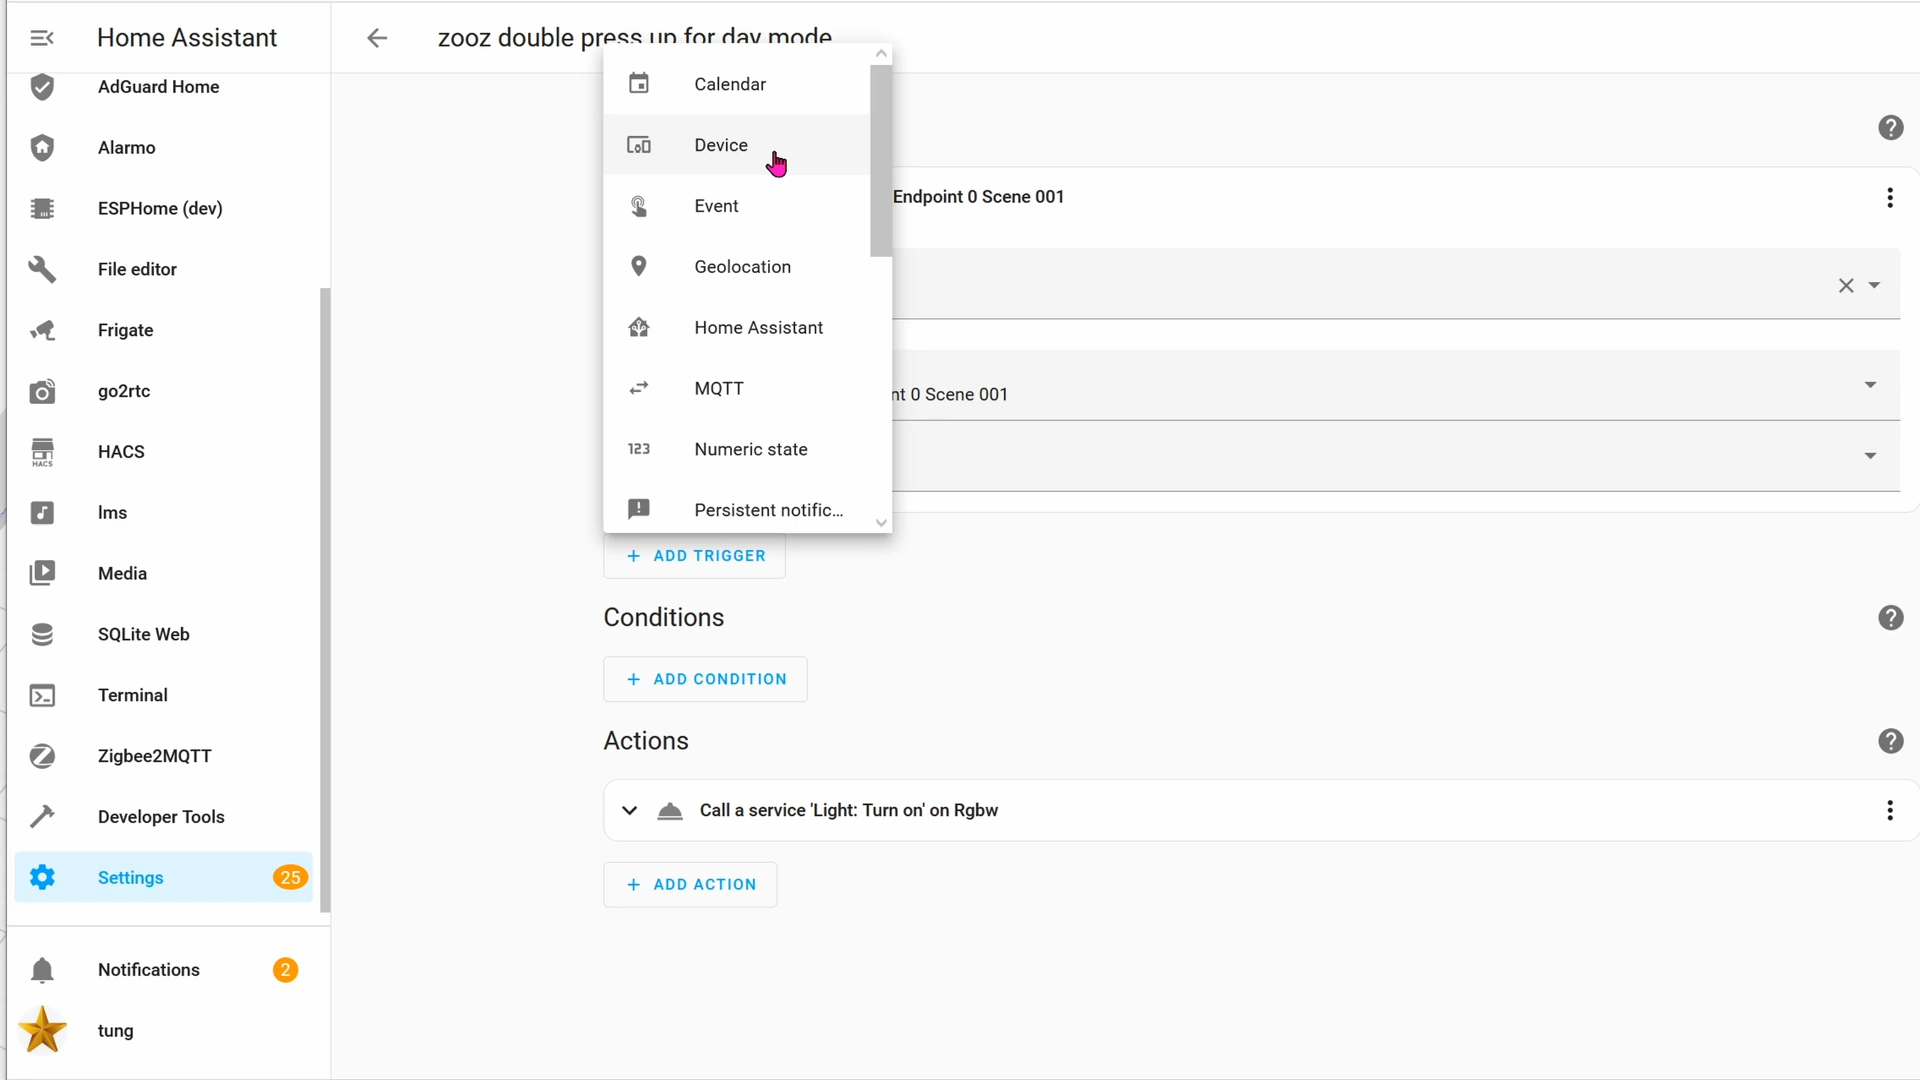 Home Assistant
zooz double press up for day mode
AdGuard Home
Alarmo
ESPHome (dev)
File editor
Frigate
go2rtc
HACS
HACS
lms
Media
SQLite Web
Terminal
Zigbee2MQTT
Developer Tools
Settings
25
Notifications
2
tung
Calendar
Device
Event
Geolocation
Home Assistant
MQTT
123
Numeric state
Persistent notific...
Endpoint 0 Scene 001
nt 0 Scene 001
+ ADD TRIGGER
Conditions
+ ADD CONDITION
Actions
Call a service 'Light: Turn on' on Rgbw
+ ADD ACTION